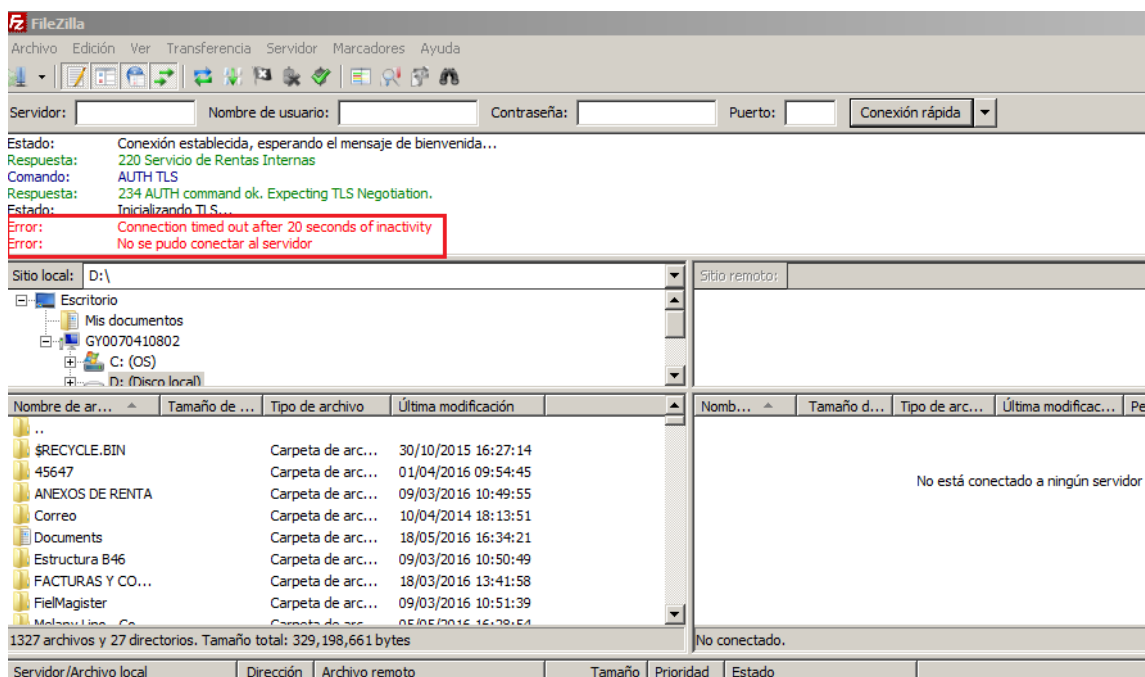 FileZilla
Archivo Edición Ver Transferencia Servidor Marcadores Ayuda
Servidor: Nombre de usuario: Contraseña: Puerto: Conexión rápida
Estado: Conexión establecida, esperando el mensaje de bienvenida...
Respuesta: 220 Servicio de Rentas Internas
Comando: AUTH TLS
Respuesta: 234 AUTH command ok. Expecting TLS Negotiation.
Estado: Inicializando TLS...
Error: Connection timed out after 20 seconds of inactivity
Error: No se pudo conectar al servidor
Sitio local: D:\ Sitio remoto:
Escritorio
Mis documentos
GY0070410802
C: (OS)
D: (Disco local)
Nombre de ar... Tamaño de ... Tipo de archivo Última modificación Nomb... Tamaño d... Tipo de arc... Última modificac... Pe
..
$RECYCLE.BIN Carpeta de arc... 30/10/2015 16:27:14
45647 Carpeta de arc... 01/04/2016 09:54:45
No está conectado a ningún servidor
ANEXOS DE RENTA Carpeta de arc... 09/03/2016 10:49:55
Correo Carpeta de arc... 10/04/2014 18:13:51
Documents Carpeta de arc... 18/05/2016 16:34:21
Estructura B46 Carpeta de arc... 09/03/2016 10:50:49
FACTURAS Y CO... Carpeta de arc... 18/03/2016 13:41:58
FielMagister Carpeta de arc... 09/03/2016 10:51:39
Carpeta de arc... 05/05/2016 16:28:54
1327 archivos y 27 directorios. Tamaño total: 329,198,661 bytes No conectado.
Servidor/Archivo local Dirección Archivo remoto Tamaño Prioridad Estado